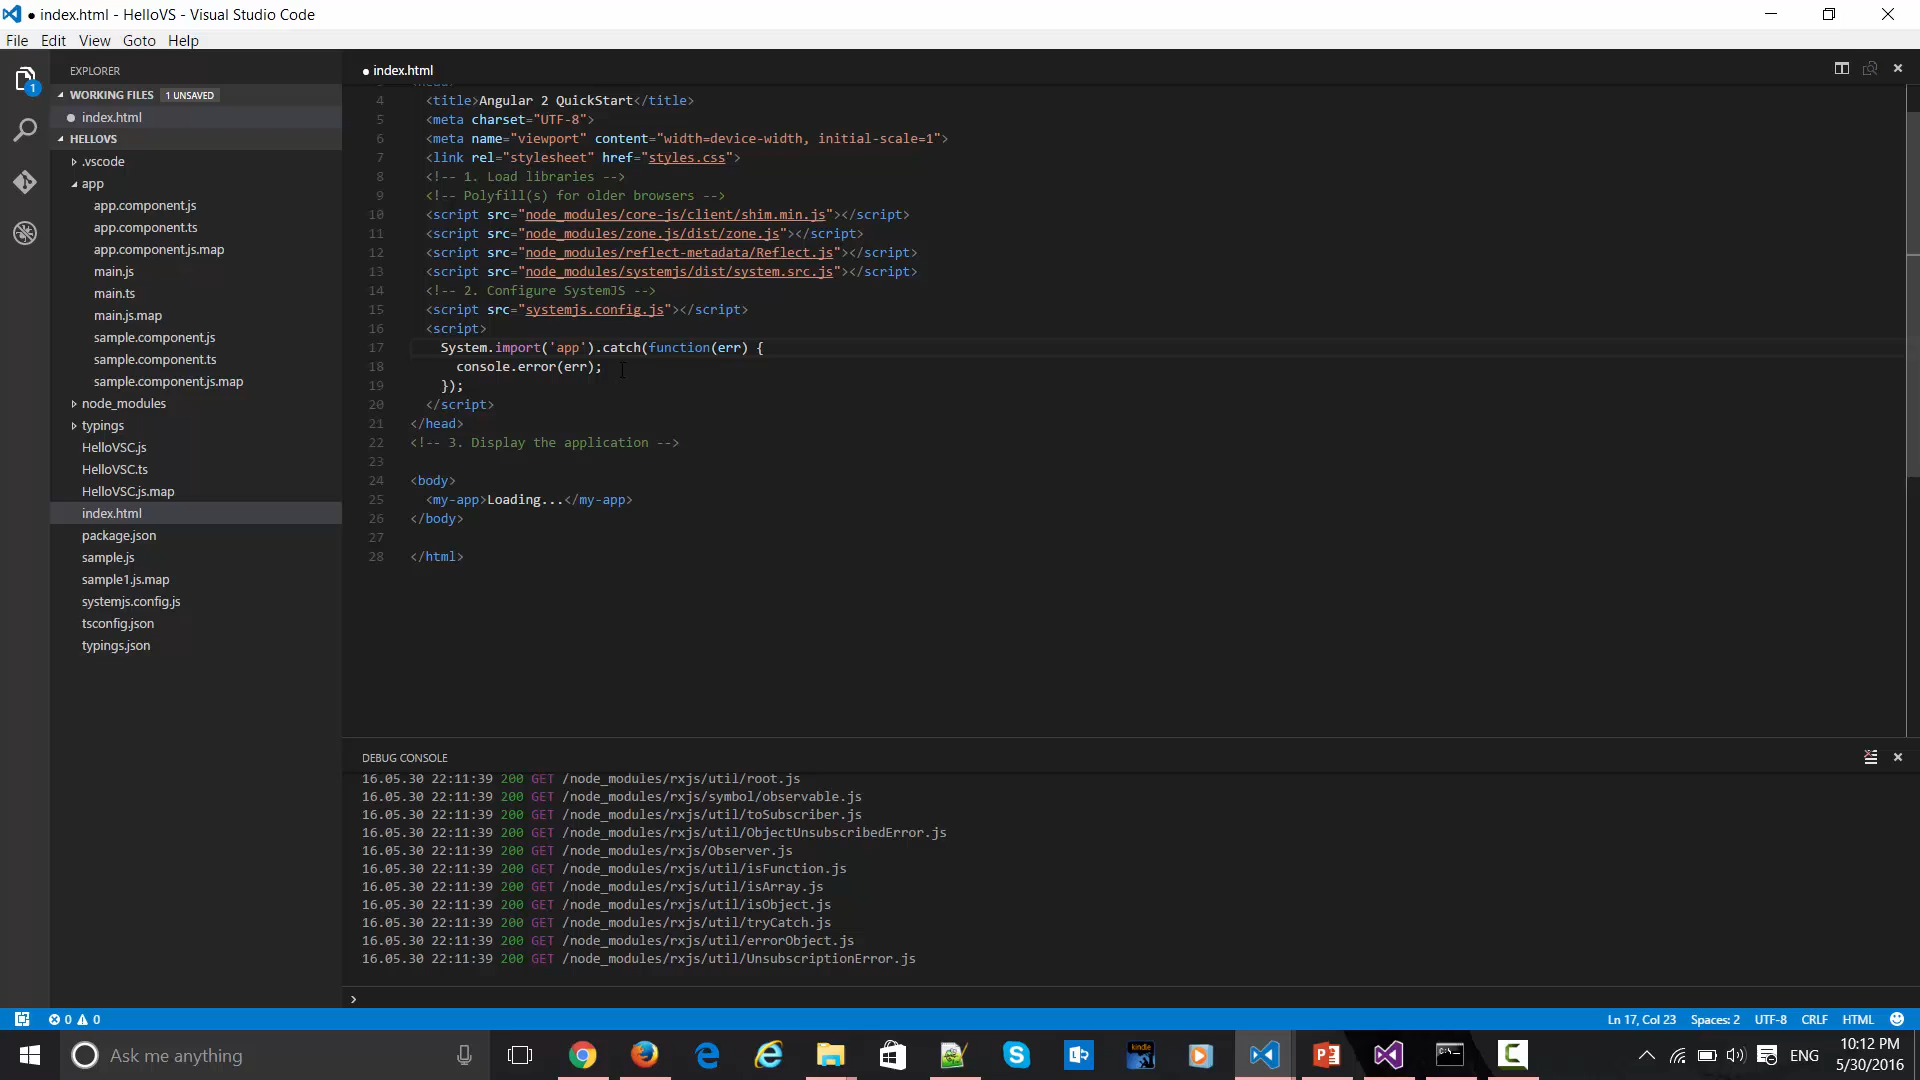 index.html - HelloVS - Visual Studio Code
File Edit View Goto Help
EXPLORER
WORKING FILES 1 UNSAVED
index.html
HELLOVS
.vscode
app
app.component.js
app.component.ts
app.component.js.map
main.js
main.ts
main.js.map
sample.component.js
sample.component.ts
sample.component.js.map
node_modules
typings
HelloVSC.js
HelloVSC.ts
HelloVSC.js.map
index.html
package.json
sample.js
sample1.js.map
systemjs.config.js
tsconfig.json
typings.json
1
index.html
4 <title>Angular 2 QuickStart</title>
5 <meta charset="UTF-8">
6 <meta name="viewport" content="width=device-width, initial-scale=1">
7 <link rel="stylesheet" href="styles.css">
8 <!-- 1. Load libraries -->
9 <!-- Polyfill(s) for older browsers -->
10 <script src="node_modules/core-js/client/shim.min.js"></script>
11 <script src="node_modules/zone.js/dist/zone.js"></script>
12 <script src="node_modules/reflect-metadata/Reflect.js"></script>
13 <script src="node_modules/systemjs/dist/system.src.js"></script>
14 <!-- 2. Configure SystemJS -->
15 <script src="systemjs.config.js"></script>
16 <script>
17 System.import('app').catch(function(err) {
18 console.error(err);
19 });
20 </script>
21 </head>
22 <!-- 3. Display the application -->
23
24 <body>
25 <my-app>Loading...</my-app>
26 </body>
27
28 </html>
DEBUG CONSOLE
16.05.30 22:11:39 200 GET /node_modules/rxjs/util/root.js
16.05.30 22:11:39 200 GET /node_modules/rxjs/symbol/observable.js
16.05.30 22:11:39 200 GET /node_modules/rxjs/util/toSubscriber.js
16.05.30 22:11:39 200 GET /node_modules/rxjs/util/ObjectUnsubscribedError.js
16.05.30 22:11:39 200 GET /node_modules/rxjs/Observer.js
16.05.30 22:11:39 200 GET /node_modules/rxjs/util/isFunction.js
16.05.30 22:11:39 200 GET /node_modules/rxjs/util/isArray.js
16.05.30 22:11:39 200 GET /node_modules/rxjs/util/isObject.js
16.05.30 22:11:39 200 GET /node_modules/rxjs/util/tryCatch.js
16.05.30 22:11:39 200 GET /node_modules/rxjs/util/errorObject.js
16.05.30 22:11:39 200 GET /node_modules/rxjs/util/UnsubscriptionError.js
0 0 Ln 17, Col 23 Spaces: 2 UTF-8 CRLF HTML
Ask me anything
kindle
ENG
10:12 PM
5/30/2016